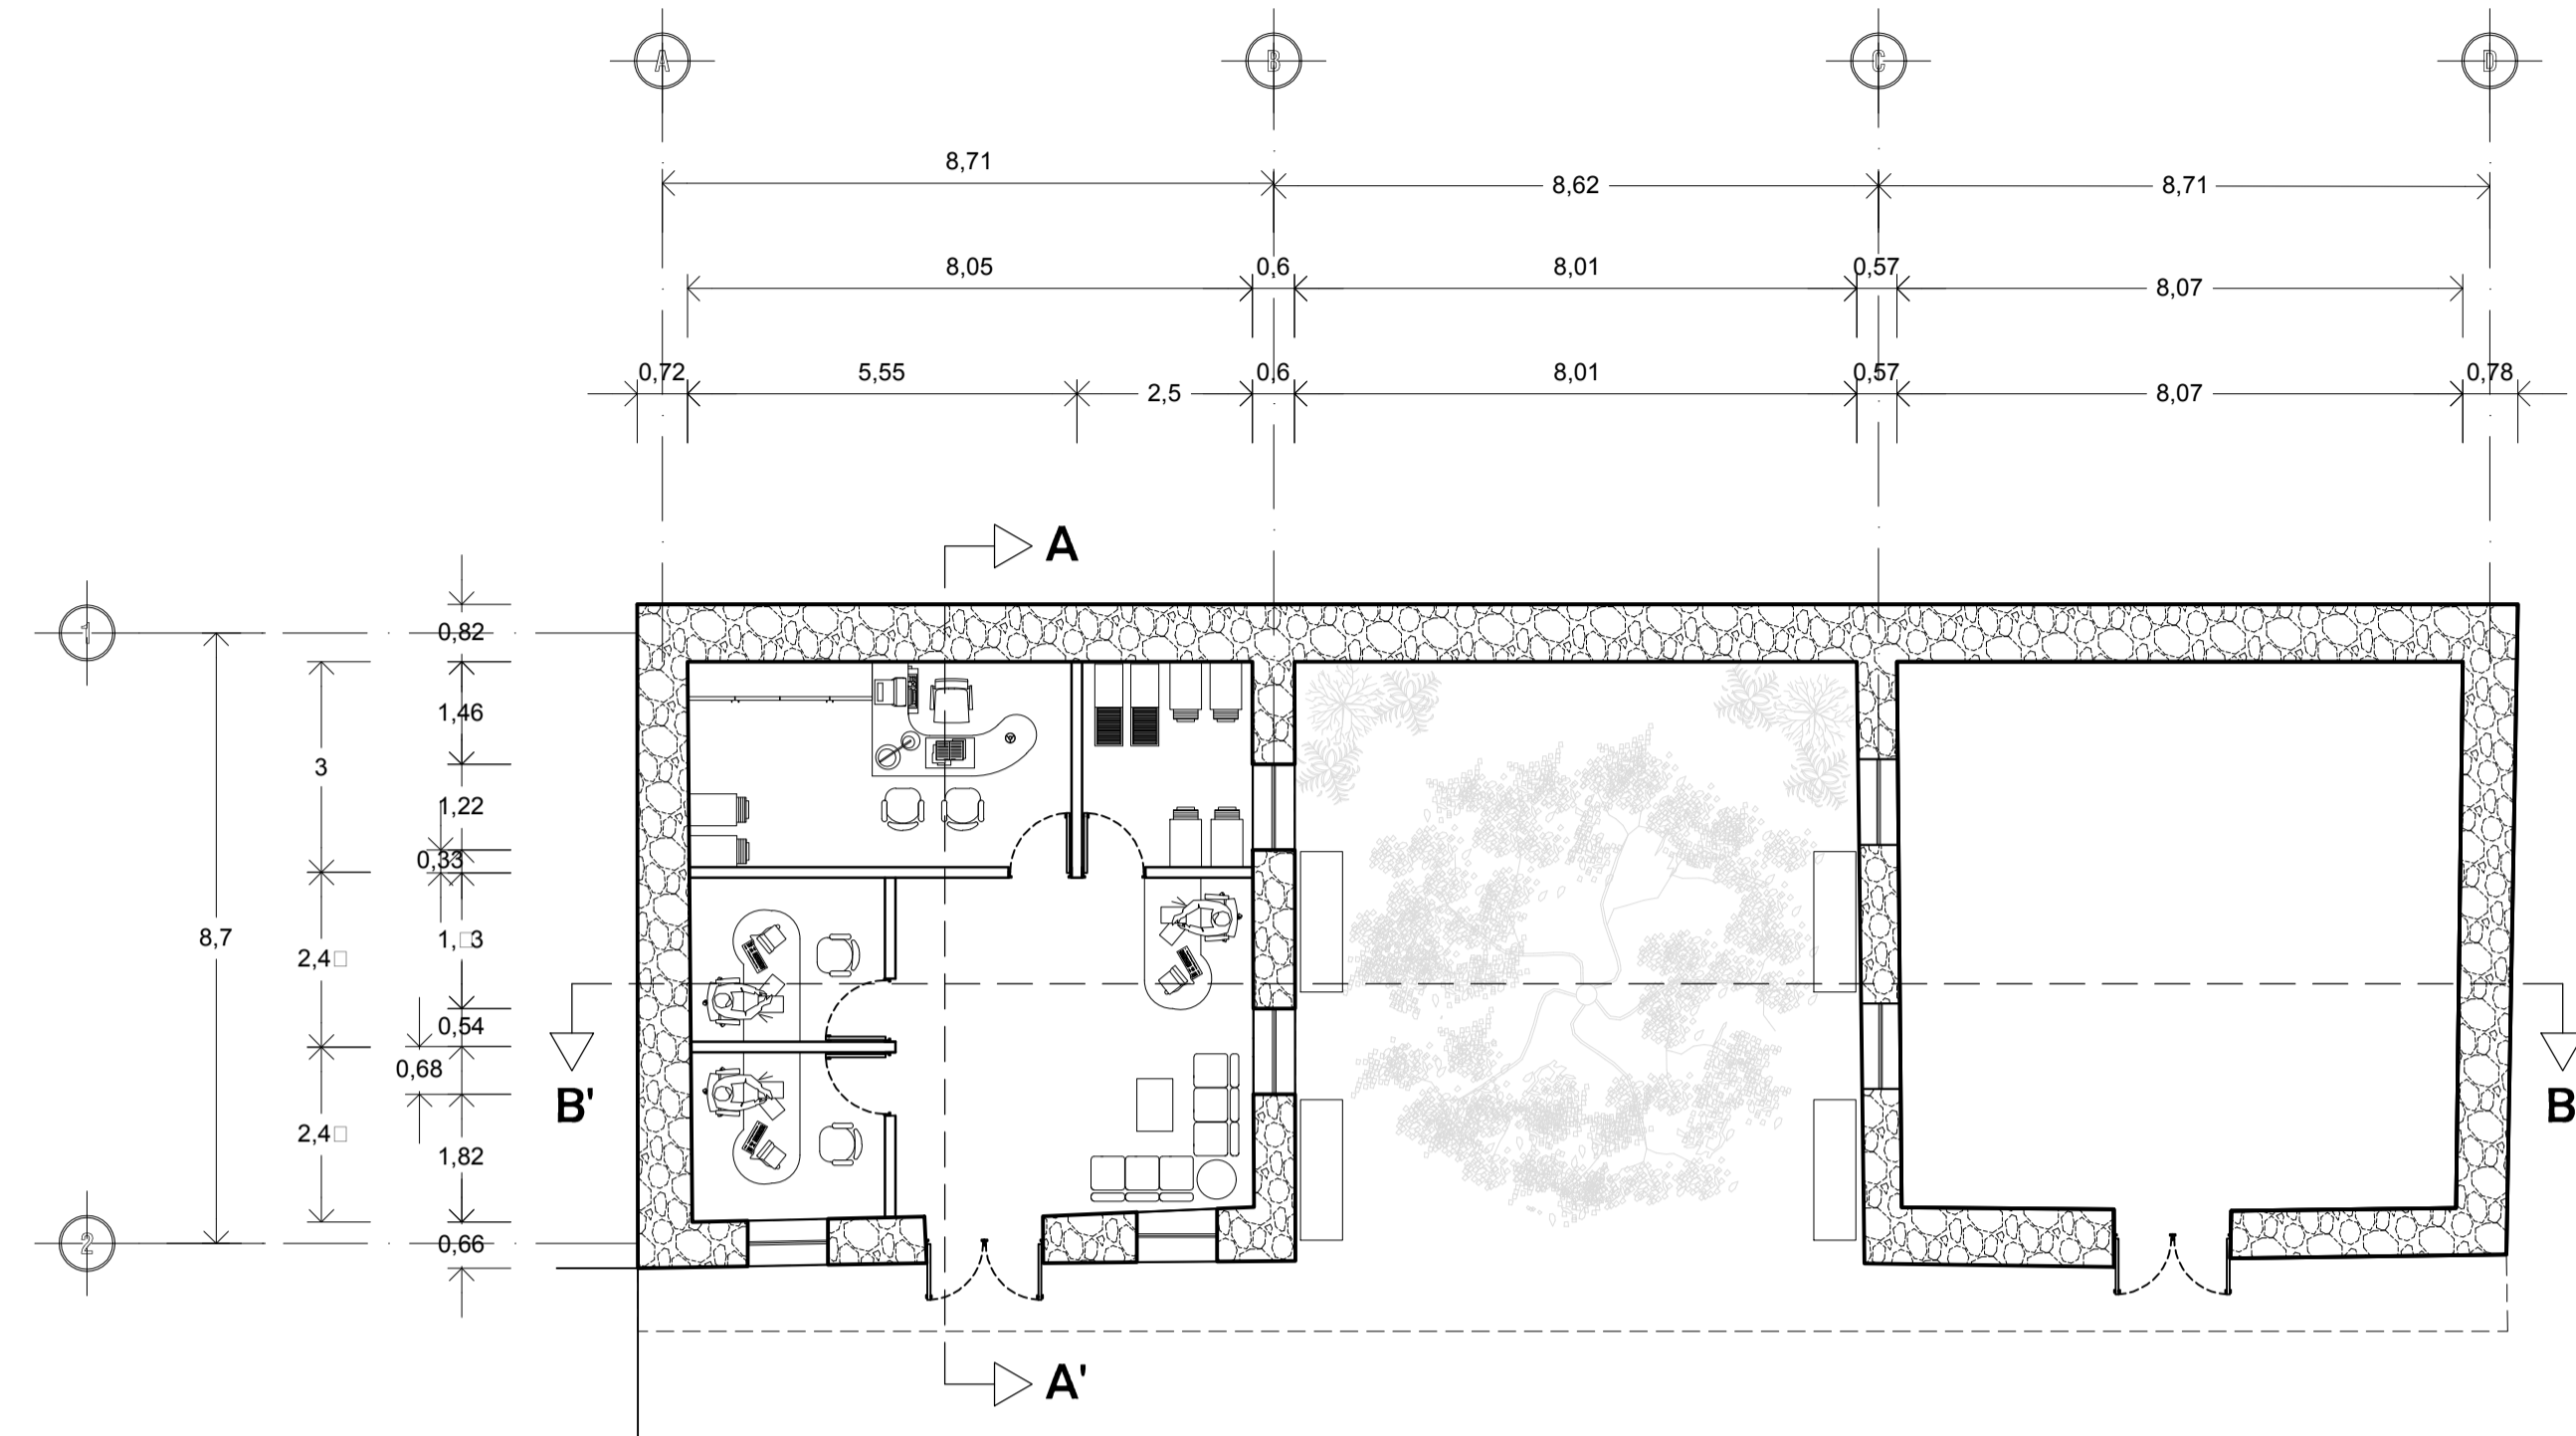 A B C D
8,71 8,62 8,71
8,05 0,6 8,01 0,57 8,07
0,72 5,55 2,5 0,6 8,01 0,57 8,07 0,78
A
1
0,82
1,46
3
1,22
0,33
8,7
1,□3
2,4□
0,54
0,68
B'
B
2,4□
1,82
2
0,66
A'